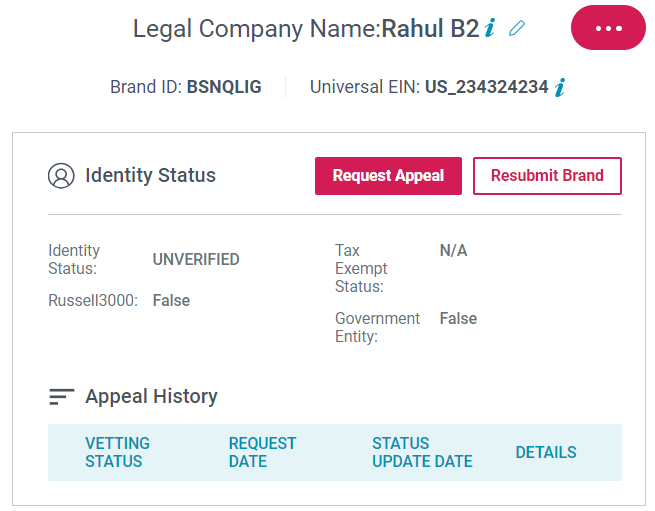 Legal Company Name:Rahul B2 i
Brand ID: BSNQLIG Universal EIN: US_234324234 i
Identity Status Request Appeal Resubmit Brand
Identity
Status: UNVERIFIED
Tax
Exempt
Status: N/A
Russell3000: False
Government
Entity: False
Appeal History
VETTING
STATUS
REQUEST
DATE
STATUS
UPDATE DATE
DETAILS